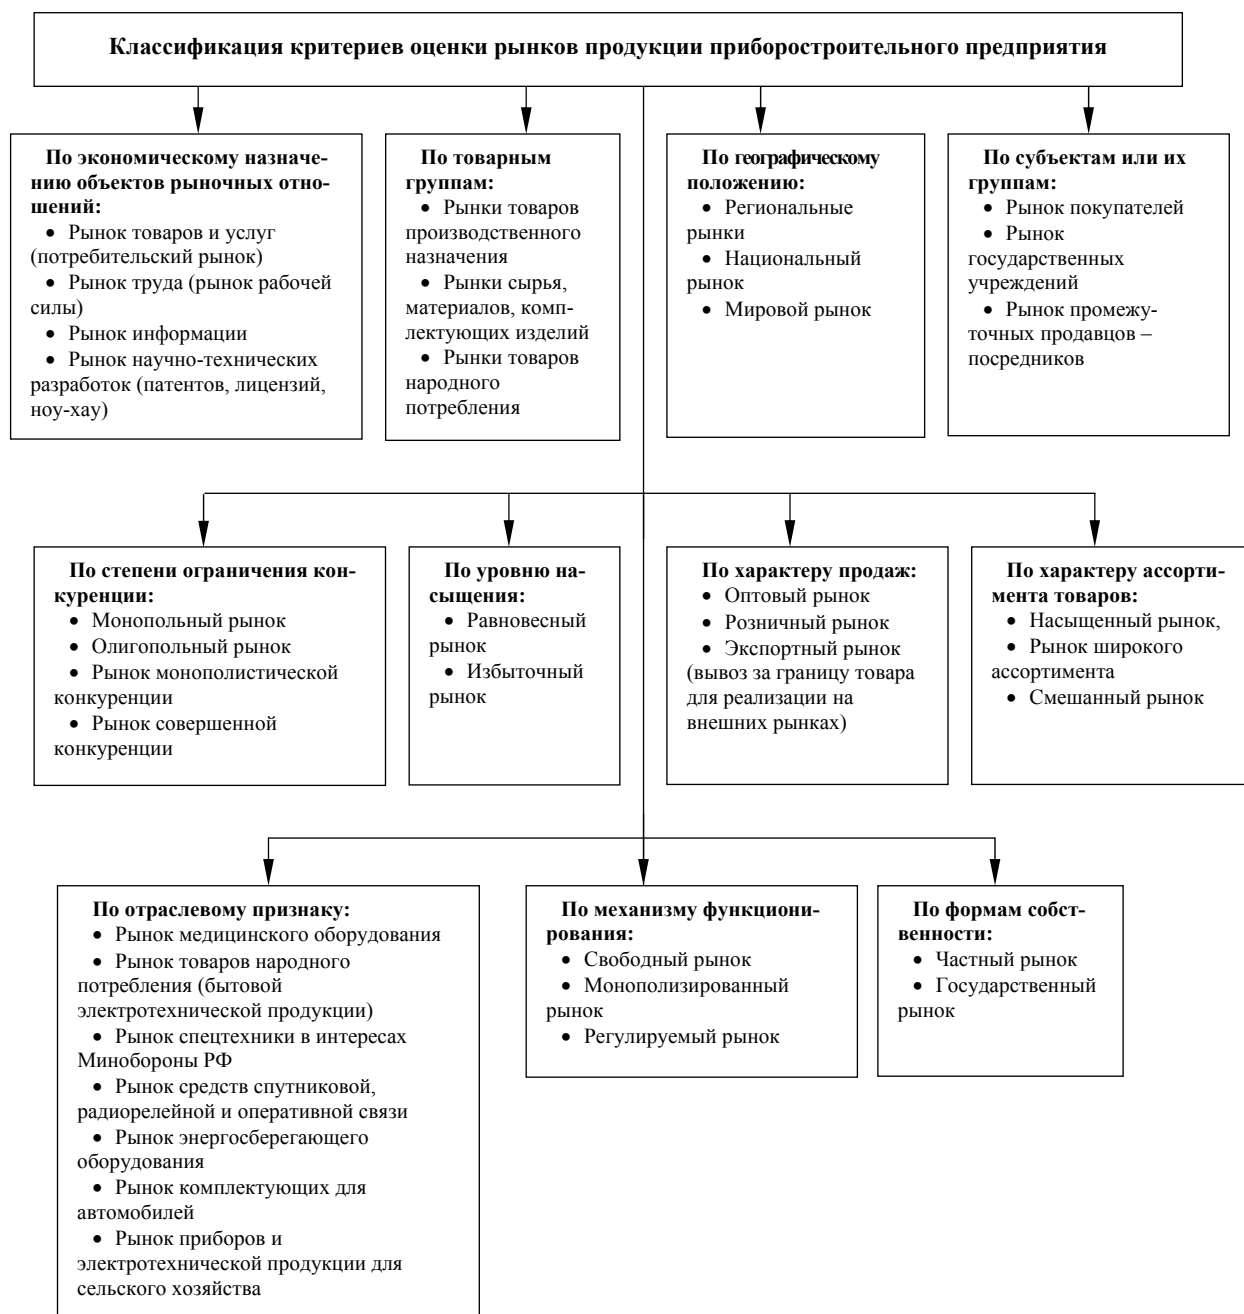 Классификация критериев оценки рынков продукции приборостроительного предприятия
По экономическому назначе-
нию объектов рыночных отно-
шений:
• Рынок товаров и услуг
(потребительский рынок)
• Рынок труда (рынок рабочей
силы)
• Рынок информации
• Рынок научно-технических
разработок (патентов, лицензий,
ноу-хау)
По товарным
группам:
• Рынки товаров
производственного
назначения
• Рынки сырья,
материалов, комп-
лектующих изделий
• Рынки товаров
народного
потребления
По географическому
положению:
• Региональные
рынки
• Национальный
рынок
• Мировой рынок
По субъектам или их
группам:
• Рынок покупателей
• Рынок
государственных
учреждений
• Рынок промежу-
точных продавцов –
посредников
По степени ограничения кон-
куренции:
• Монопольный рынок
• Олигопольный рынок
• Рынок монополистической
конкуренции
• Рынок совершенной
конкуренции
По уровню на-
сыщения:
• Равновесный
рынок
• Избыточный
рынок
По характеру продаж:
• Оптовый рынок
• Розничный рынок
• Экспортный рынок
(вывоз за границу товара
для реализации на
внешних рынках)
По характеру ассорти-
мента товаров:
• Насыщенный рынок,
• Рынок широкого
ассортимента
• Смешанный рынок
По отраслевому признаку:
• Рынок медицинского оборудования
• Рынок товаров народного
потребления (бытовой
электротехнической продукции)
• Рынок спецтехники в интересах
Минобороны РФ
• Рынок средств спутниковой,
радиорелейной и оперативной связи
• Рынок энергосберегающего
оборудования
• Рынок комплектующих для
автомобилей
• Рынок приборов и
электротехнической продукции для
сельского хозяйства
По механизму функциони-
рования:
• Свободный рынок
• Монополизированный
рынок
• Регулируемый рынок
По формам собст-
венности:
• Частный рынок
• Государственный
рынок